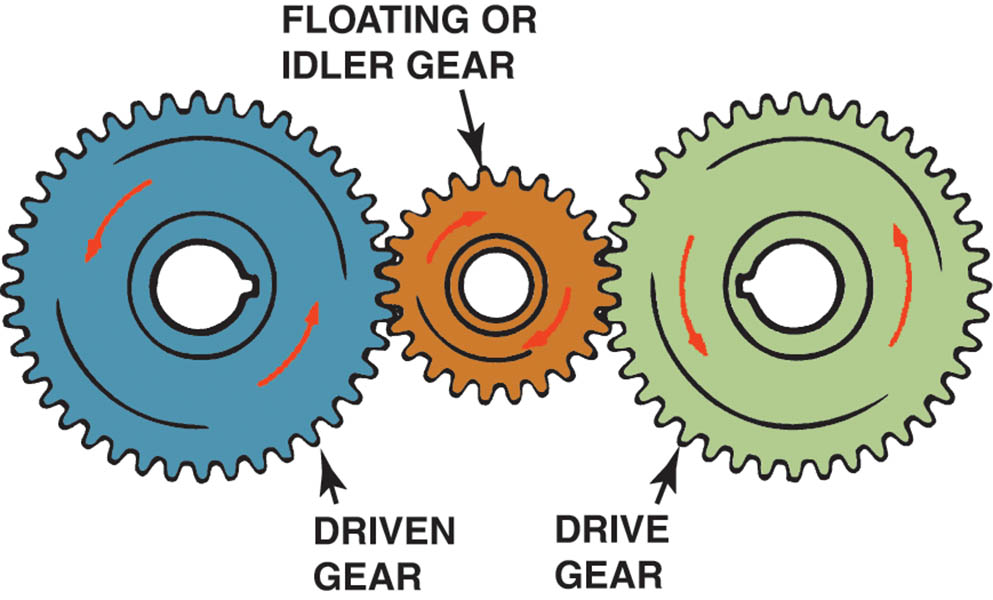 FLOATING OR
IDLER GEAR
DRIVEN
GEAR
DRIVE
GEAR